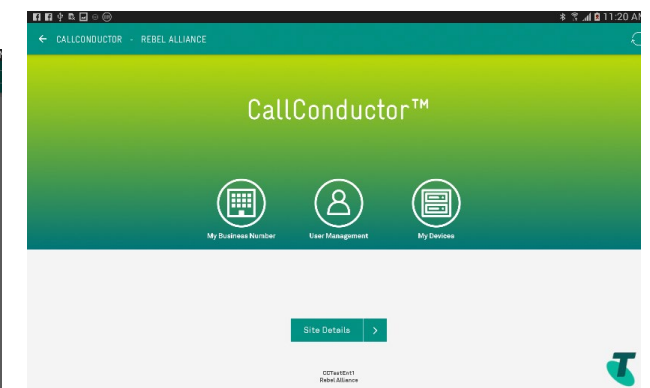 11:20 AM
← CALLCONDUCTOR - REBEL ALLIANCE
CallConductor™
My Business Number User Management My Devices
Site Details >
CCTestEnt1
Rebel Alliance
T